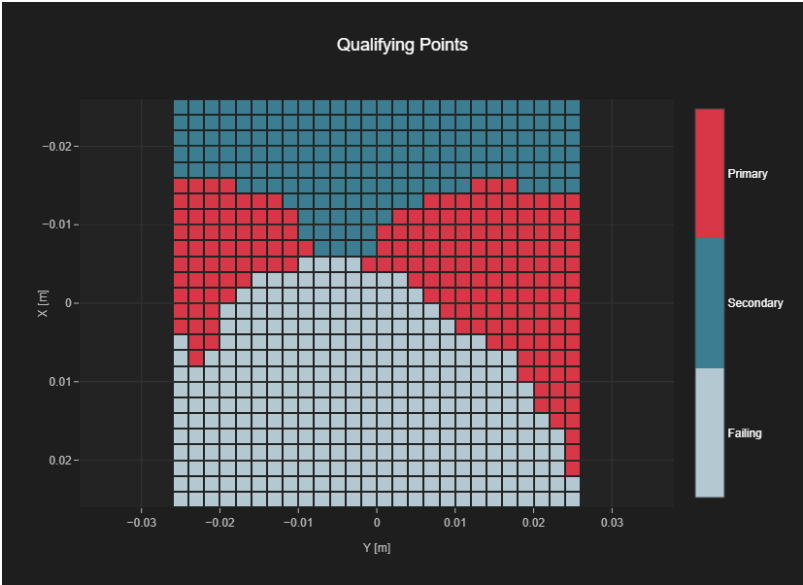 Qualifying Points
−0.02
−0.01
0
0.01
0.02
X [m]
−0.03
−0.02
−0.01
0
0.01
0.02
0.03
Y [m]
Primary
Secondary
Failing